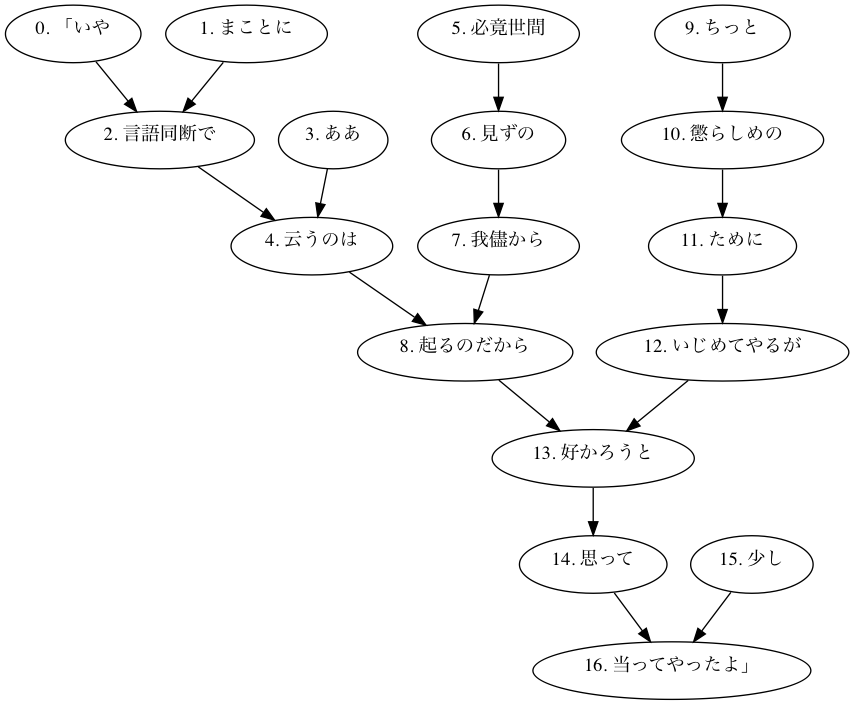 0. 「いや
1. まことに
5. 必竟世間
9. ちっと
2. 言語同断で
3. ああ
6. 見ずの
10. 懲らしめの
4. 云うのは
7. 我儘から
11. ために
8. 起るのだから
12. いじめてやるが
13. 好かろうと
14. 思って
15. 少し
16. 当ってやったよ」